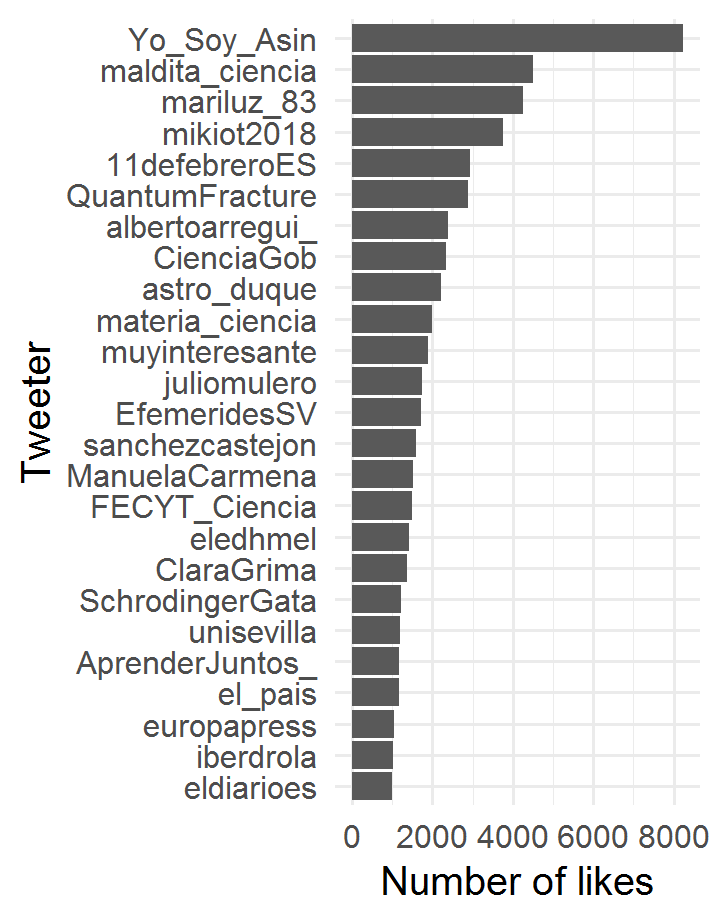 Yo_Soy_Asin
maldita_ciencia
mariluz_83
mikiot2018
11defebreroES
QuantumFracture
albertoarregui_
CienciaGob
astro_duque
materia_ciencia
muyinteresante
juliomulero
EfemeridesSV
sanchezcastejon
ManuelaCarmena
FECYT_Ciencia
eledhmel
ClaraGrima
SchrodingerGata
unisevilla
AprenderJuntos_
el_pais
europapress
iberdrola
eldiarioes
Tweeter
0 2000 4000 6000 8000
Number of likes